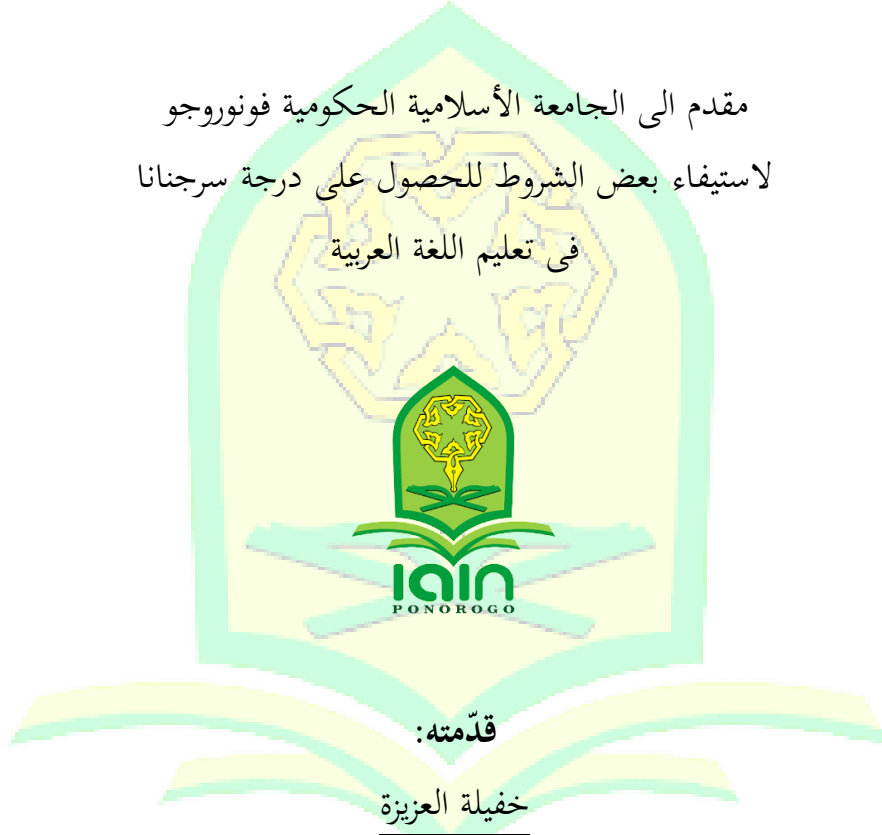 مقدم الى الجامعة الأسلامية الحكومية فونوروجو
لاستيفاء بعض الشروط للحصول على درجة سرجنانا
فى تعليم اللغة العربية
IAIN
PONOROGO
قدّمته:
خفيلة العزيزة